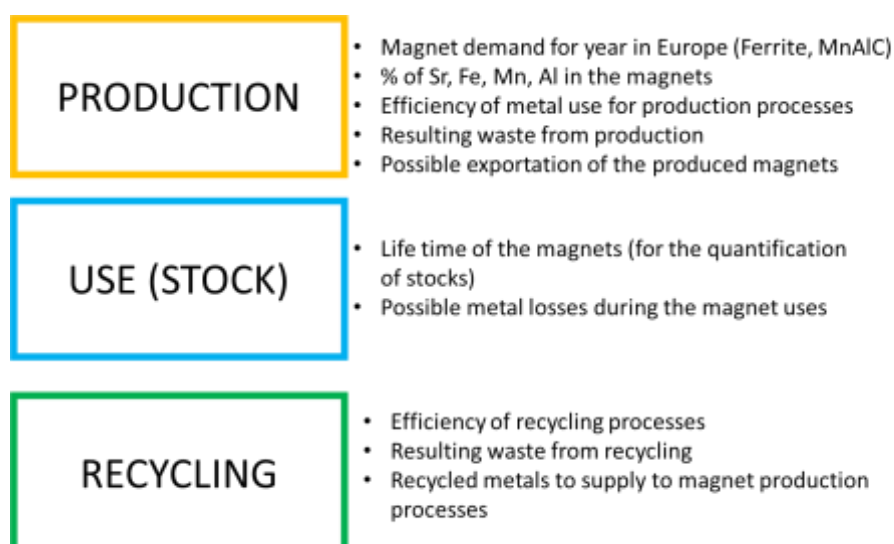 PRODUCTION
• Magnet demand for year in Europe (Ferrite, MnAlC)
• % of Sr, Fe, Mn, Al in the magnets
• Efficiency of metal use for production processes
• Resulting waste from production
• Possible exportation of the produced magnets
USE (STOCK)
• Life time of the magnets (for the quantification
of stocks)
• Possible metal losses during the magnet uses
RECYCLING
• Efficiency of recycling processes
• Resulting waste from recycling
• Recycled metals to supply to magnet production
processes